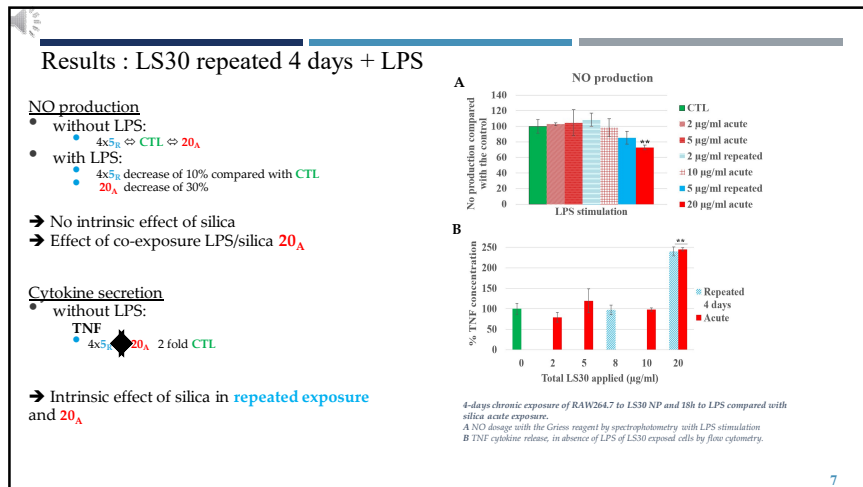 Results : LS30 repeated 4 days + LPS
NO production
• without LPS:
• 4x5R ⇔ CTL ⇔ 20A
• with LPS:
• 4x5R decrease of 10% compared with CTL
• 20A decrease of 30%
➔ No intrinsic effect of silica
➔ Effect of co-exposure LPS/silica 20A
Cytokine secretion
• without LPS:
TNF
• 4x5R 20A 2 fold CTL
➔ Intrinsic effect of silica in repeated exposure
and 20A
A
NO production
No production compared
with the control
140
120
100
80
60
40
20
0
**
LPS stimulation
CTL
2 µg/ml acute
5 µg/ml acute
2 µg/ml repeated
10 µg/ml acute
5 µg/ml repeated
20 µg/ml acute
B
% TNF concentration
250
200
150
100
50
0
**
0 2 5 8 10 20
Total LS30 applied (µg/ml)
Repeated
4 days
Acute
4-days chronic exposure of RAW264.7 to LS30 NP and 18h to LPS compared with
silica acute exposure.
A NO dosage with the Griess reagent by spectrophotometry with LPS stimulation
B TNF cytokine release, in absence of LPS of LS30 exposed cells by flow cytometry.
7